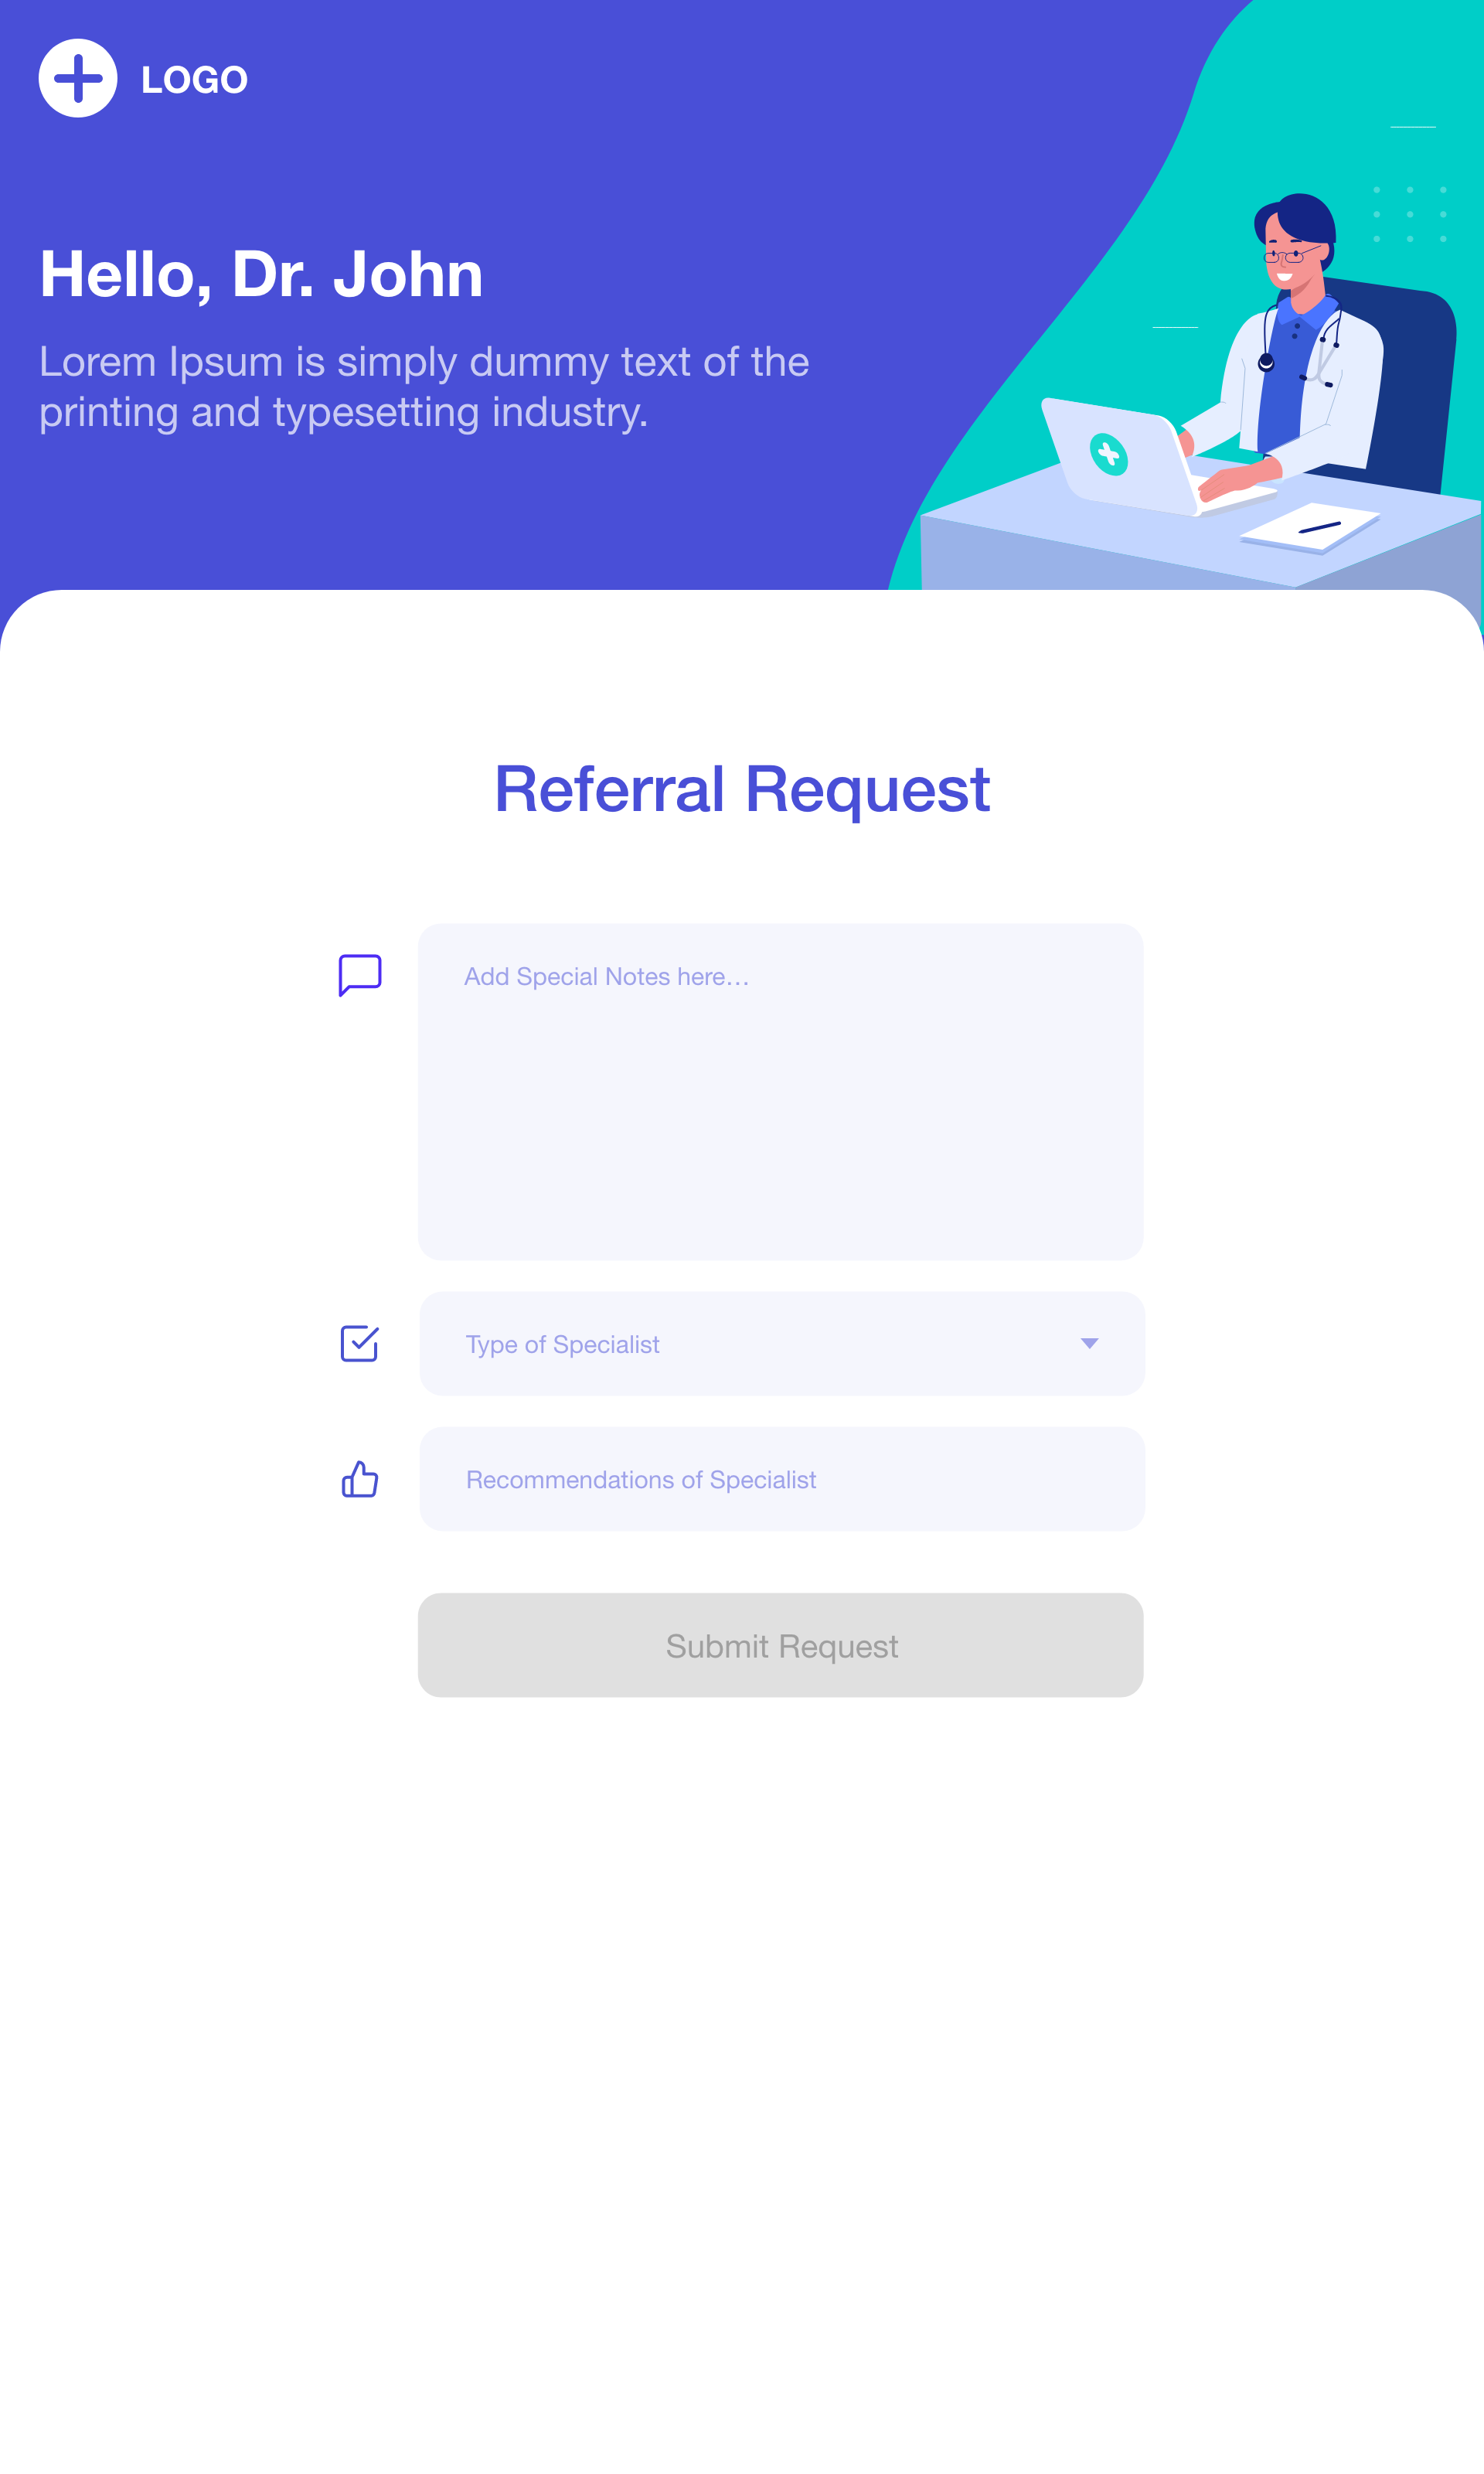 LOGO
Hello, Dr. John
Lorem Ipsum is simply dummy text of the
printing and typesetting industry.
Referral Request
Add Special Notes here...
Type of Specialist
Recommendations of Specialist
Submit Request